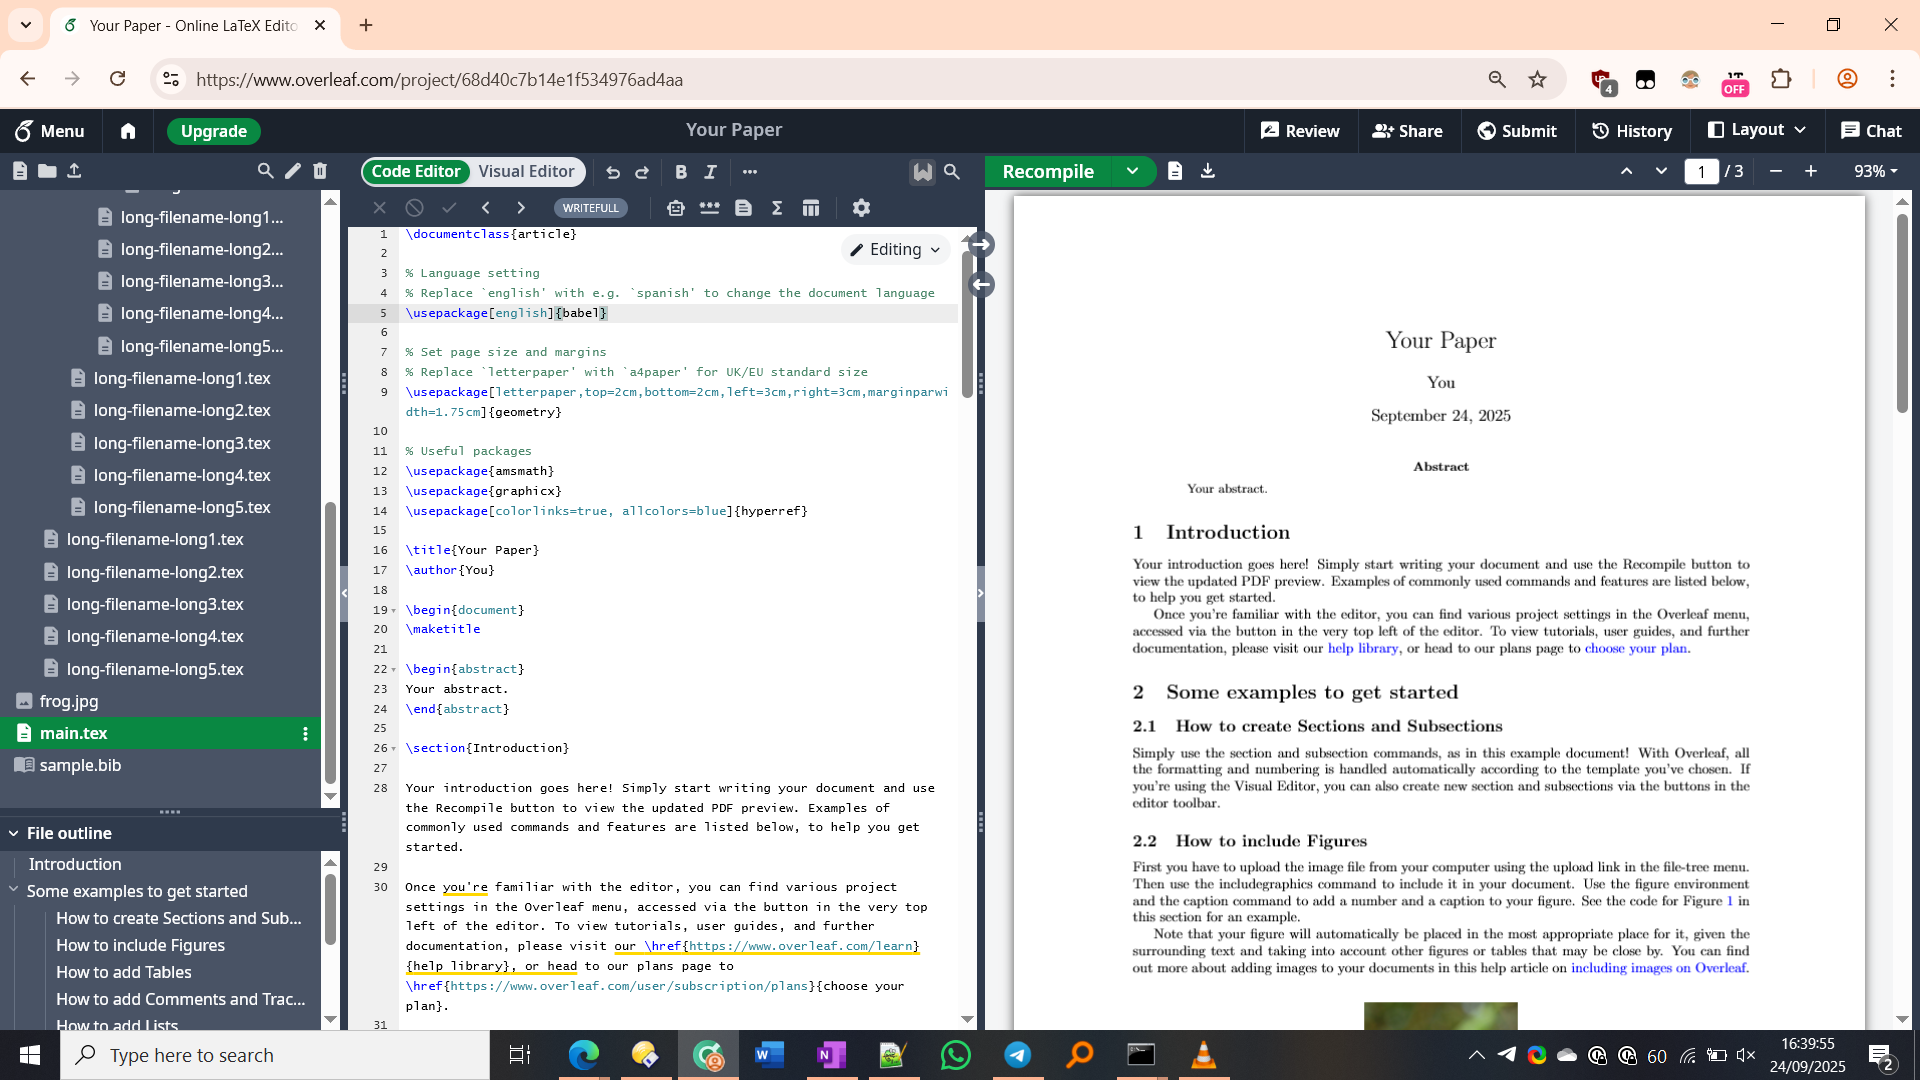 Your Paper - Online LaTeX Edito
https://www.overleaf.com/project/68d40c7b14e1f534976ad4aa
4
OFF
Menu
Upgrade
Your Paper
Review
Share
Submit
History
Layout
Chat
Code Editor
Visual Editor
B
I
Recompile
1 / 3
93%
WRITEFULL
Editing
long-filename-long1...
long-filename-long2...
long-filename-long3...
long-filename-long4...
long-filename-long5...
long-filename-long1.tex
long-filename-long2.tex
long-filename-long3.tex
long-filename-long4.tex
long-filename-long5.tex
long-filename-long1.tex
long-filename-long2.tex
long-filename-long3.tex
long-filename-long4.tex
long-filename-long5.tex
frog.jpg
main.tex
sample.bib
File outline
Introduction
Some examples to get started
How to create Sections and Sub...
How to include Figures
How to add Tables
How to add Comments and Trac...
How to add Lists
1 \documentclass{article}
2
3 % Language setting
4 % Replace `english' with e.g. `spanish' to change the document language
5 \usepackage[english]{babel}
6
7 % Set page size and margins
8 % Replace `letterpaper' with `a4paper' for UK/EU standard size
9 \usepackage[letterpaper,top=2cm,bottom=2cm,left=3cm,right=3cm,marginparwi
dth=1.75cm]{geometry}
10
11 % Useful packages
12 \usepackage{amsmath}
13 \usepackage{graphicx}
14 \usepackage[colorlinks=true, allcolors=blue]{hyperref}
15
16 \title{Your Paper}
17 \author{You}
18
19 \begin{document}
20 \maketitle
21
22 \begin{abstract}
23 Your abstract.
24 \end{abstract}
25
26 \section{Introduction}
27
28 Your introduction goes here! Simply start writing your document and use
the Recompile button to view the updated PDF preview. Examples of
commonly used commands and features are listed below, to help you get
started.
29
30 Once you're familiar with the editor, you can find various project
settings in the Overleaf menu, accessed via the button in the very top
left of the editor. To view tutorials, user guides, and further
documentation, please visit our \href{https://www.overleaf.com/learn}
{help library}, or head to our plans page to
\href{https://www.overleaf.com/user/subscription/plans}{choose your
plan}.
31
Your Paper
You
September 24, 2025
Abstract
Your abstract.
1 Introduction
Your introduction goes here! Simply start writing your document and use the Recompile button to
view the updated PDF preview. Examples of commonly used commands and features are listed below,
to help you get started.
Once you're familiar with the editor, you can find various project settings in the Overleaf menu,
accessed via the button in the very top left of the editor. To view tutorials, user guides, and further
documentation, please visit our help library, or head to our plans page to choose your plan.
2 Some examples to get started
2.1 How to create Sections and Subsections
Simply use the section and subsection commands, as in this example document! With Overleaf, all
the formatting and numbering is handled automatically according to the template you've chosen. If
you're using the Visual Editor, you can also create new section and subsections via the buttons in the
editor toolbar.
2.2 How to include Figures
First you have to upload the image file from your computer using the upload link in the file-tree menu.
Then use the includegraphics command to include it in your document. Use the figure environment
and the caption command to add a number and a caption to your figure. See the code for Figure 1 in
this section for an example.
Note that your figure will automatically be placed in the most appropriate place for it, given the
surrounding text and taking into account other figures or tables that may be close by. You can find
out more about adding images to your documents in this help article on including images on Overleaf.
Type here to search
60
16:39:55
24/09/2025
2